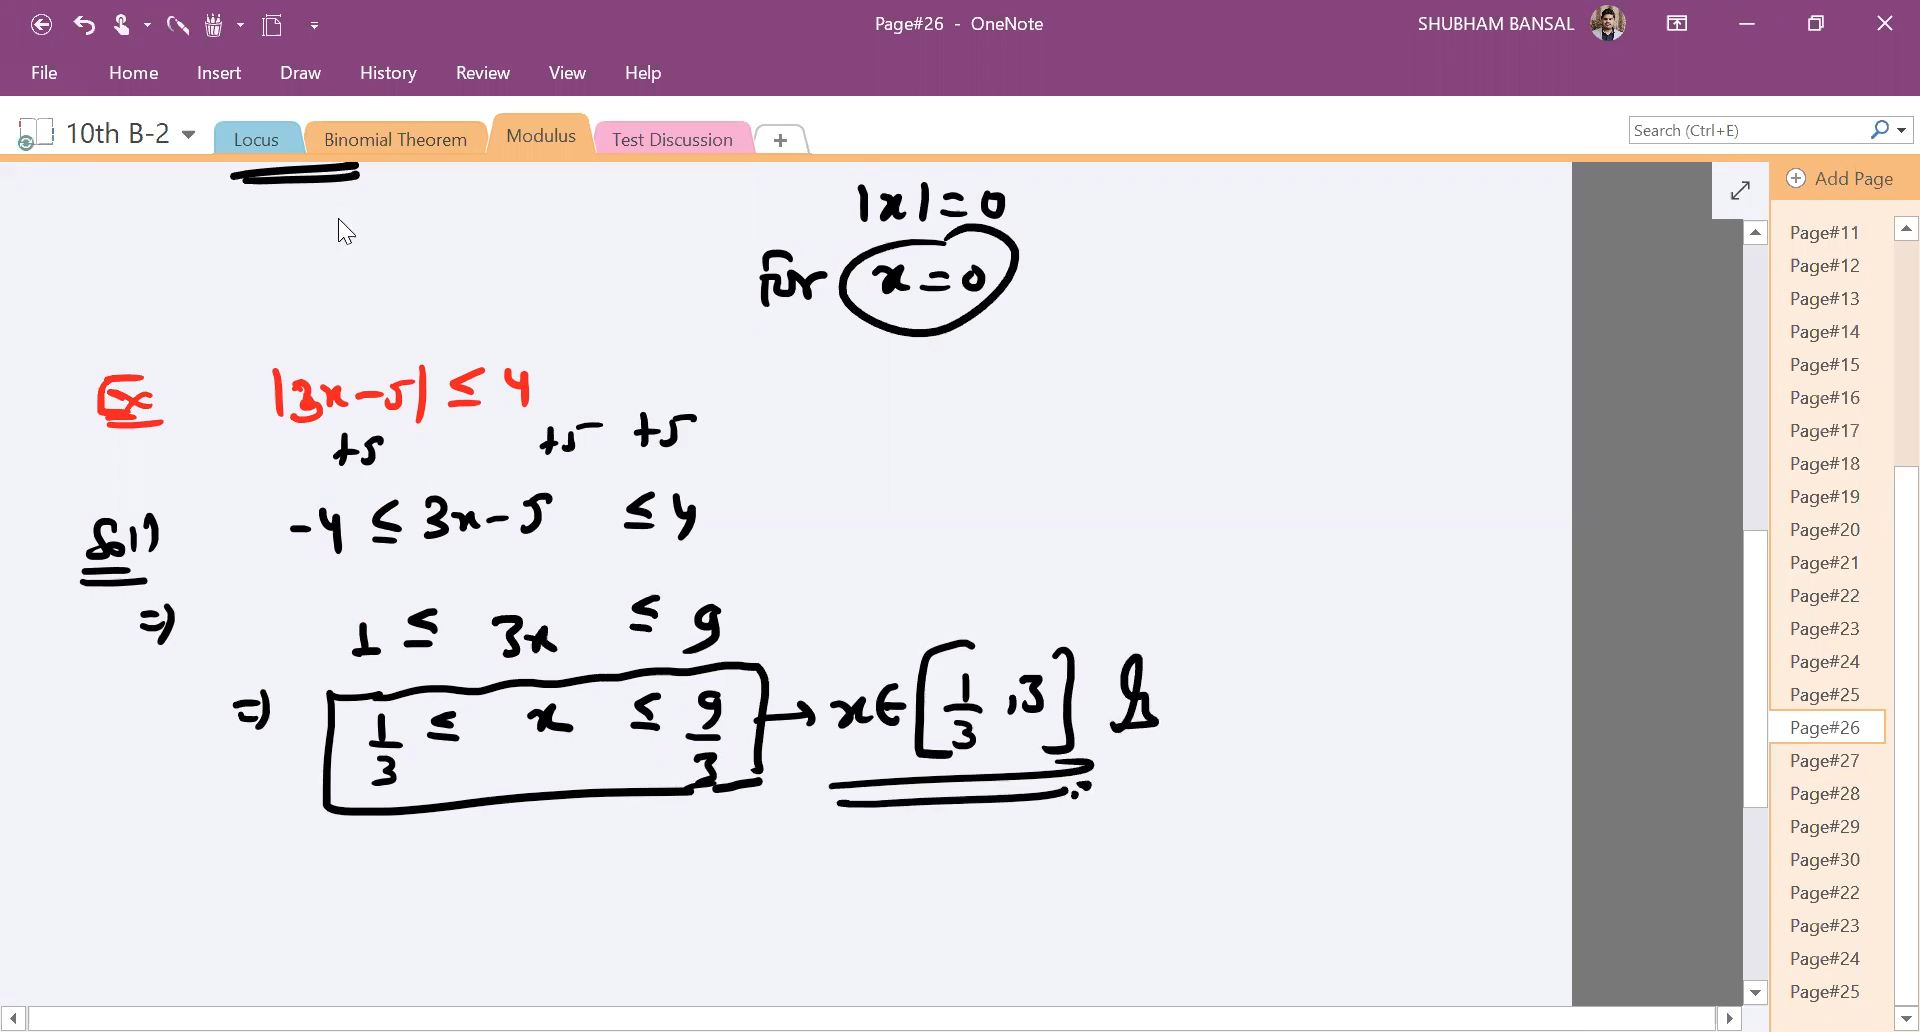 Page#26 - OneNote
SHUBHAM BANSAL
File Home Insert Draw History Review View Help
10th B-2
Locus
Binomial Theorem
Modulus
Test Discussion
Search (Ctrl+E)
Add Page
|x|=0
For x=0
Ex |3x-5| ≤ 4
+5 +5 +5
Sol) -4 ≤ 3x-5 ≤ 4
=> 1 ≤ 3x ≤ 9
=> 1/3 ≤ x ≤ 9/3 → x∈[1/3,3]
Page#11
Page#12
Page#13
Page#14
Page#15
Page#16
Page#17
Page#18
Page#19
Page#20
Page#21
Page#22
Page#23
Page#24
Page#25
Page#26
Page#27
Page#28
Page#29
Page#30
Page#22
Page#23
Page#24
Page#25